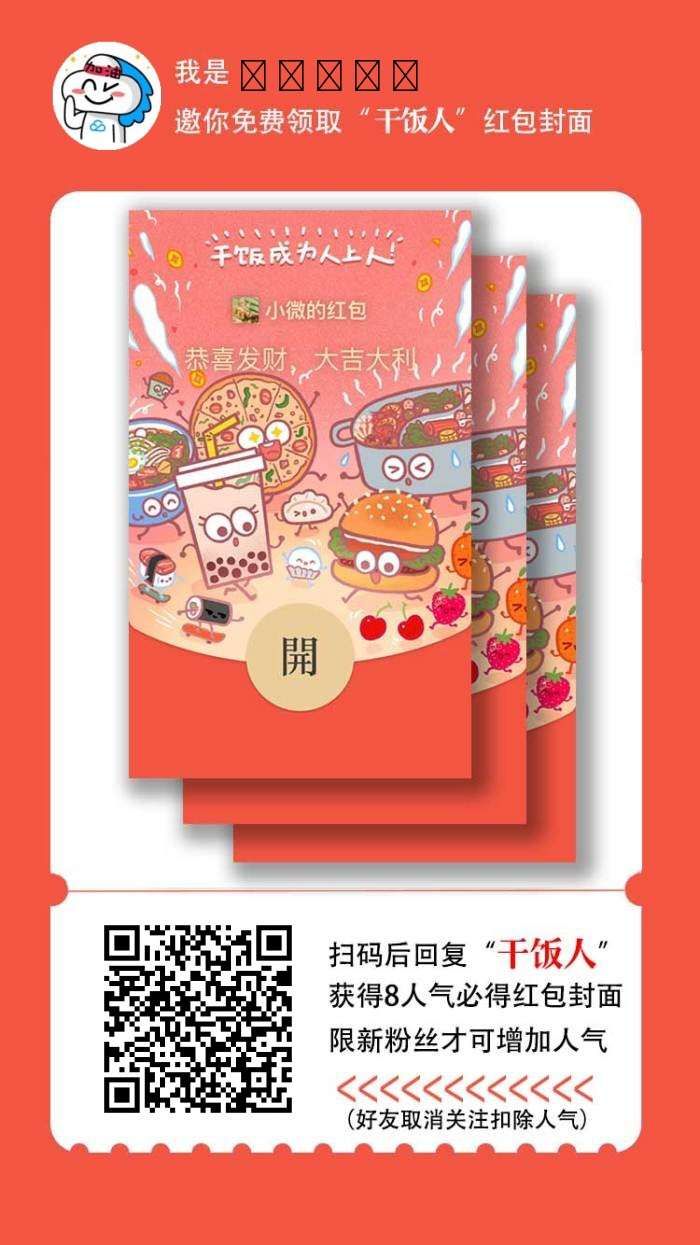 加油
我是
邀你免费领取“干饭人”红包封面
干饭成为人上人!
小微的红包
恭喜发财，大吉大利
開
扫码后回复“干饭人”
获得8人气必得红包封面
限新粉丝才可增加人气
<<<<<<<<<<<<
(好友取消关注扣除人气)